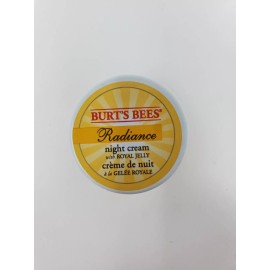 BURT'S BEES®
Radiance
night cream
with ROYAL JELLY
crème de nuit
à la GELÉE ROYALE